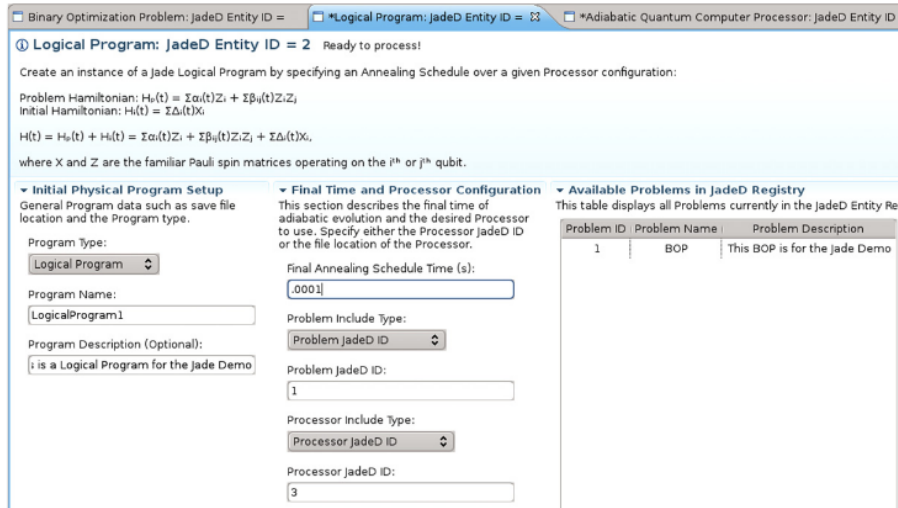 Binary Optimization Problem: JadeD Entity ID =
*Logical Program: JadeD Entity ID =
*Adiabatic Quantum Computer Processor: JadeD Entity ID
Logical Program: JadeD Entity ID = 2 Ready to process!
Create an instance of a Jade Logical Program by specifying an Annealing Schedule over a given Processor configuration:
Problem Hamiltonian: Hₚ(t) = Σαᵢ(t)Zᵢ + Σβᵢⱼ(t)ZᵢZⱼ
Initial Hamiltonian: Hᵢ(t) = ΣΔᵢ(t)Xᵢ
H(t) = Hₚ(t) + Hᵢ(t) = Σαᵢ(t)Zᵢ + Σβᵢⱼ(t)ZᵢZⱼ + ΣΔᵢ(t)Xᵢ,
where X and Z are the familiar Pauli spin matrices operating on the iᵗʰ or jᵗʰ qubit.
Initial Physical Program Setup
General Program data such as save file
location and the Program type.
Program Type:
Logical Program
Program Name:
LogicalProgram1
Program Description (Optional):
is a Logical Program for the Jade Demo
Final Time and Processor Configuration
This section describes the final time of
adiabatic evolution and the desired Processor
to use. Specify either the Processor JadeD ID
or the file location of the Processor.
Final Annealing Schedule Time (s):
.0001
Problem Include Type:
Problem JadeD ID
Problem JadeD ID:
1
Processor Include Type:
Processor JadeD ID
Processor JadeD ID:
3
Available Problems in JadeD Registry
This table displays all Problems currently in the JadeD Entity Re
Problem ID Problem Name Problem Description
1 BOP This BOP is for the Jade Demo